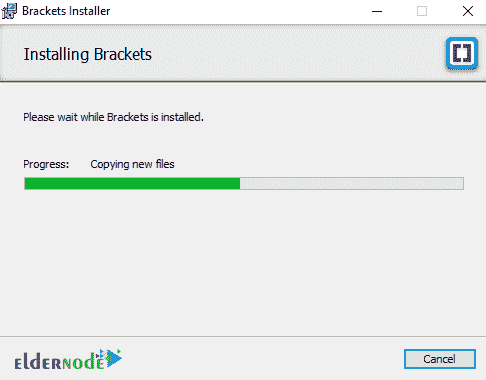 Brackets Installer
Installing Brackets
Please wait while Brackets is installed.
Progress: Copying new files
eldernode
Cancel